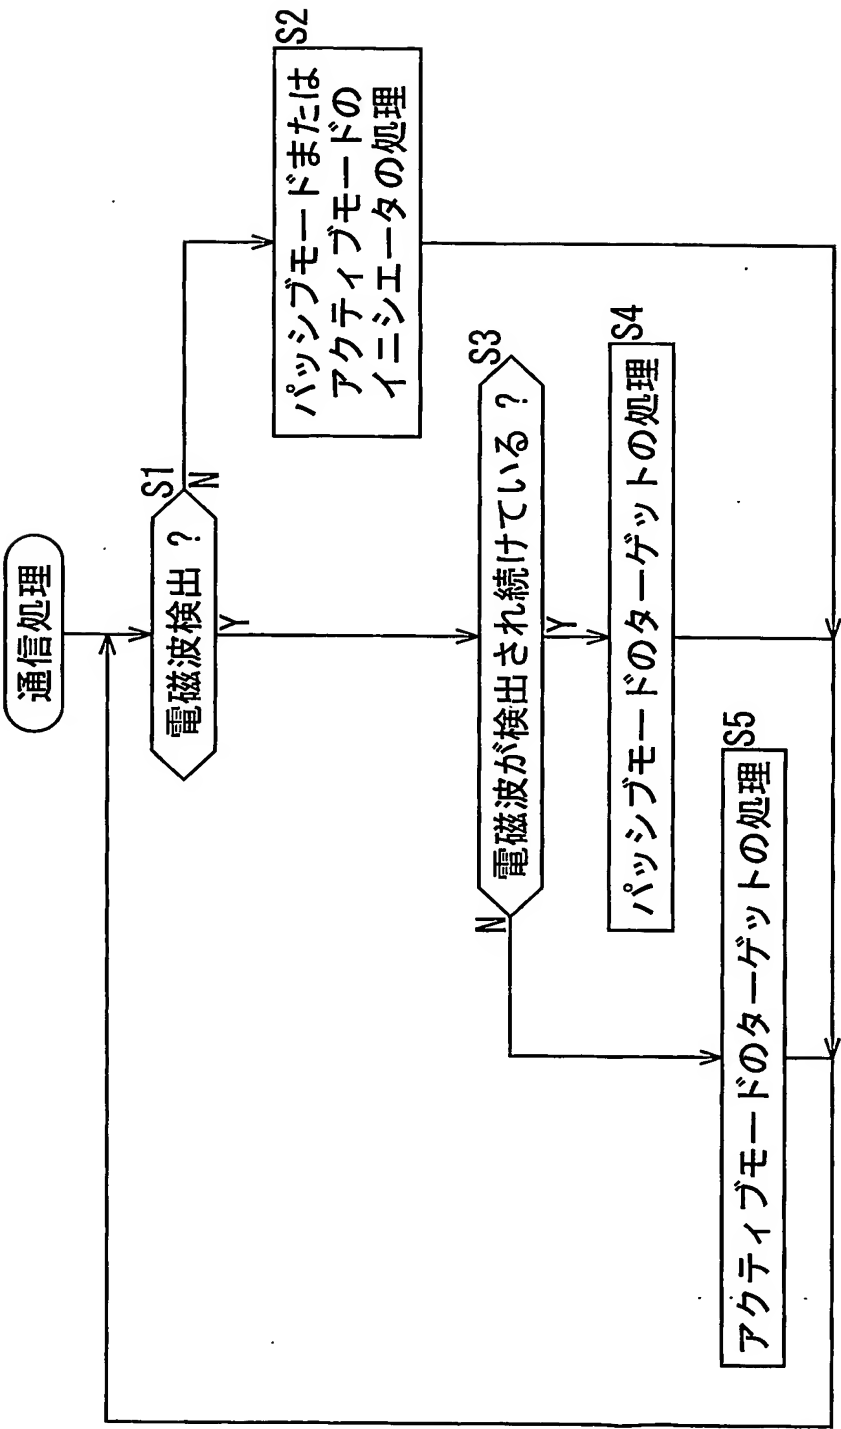 通信処理
S1
電磁波検出 ?
N
Y
S2
パッシブモードまたは
アクティブモードの
イニシエータの処理
S3
電磁波が検出され続けている ?
N
Y
S4
パッシブモードのターゲットの処理
S5
アクティブモードのターゲットの処理